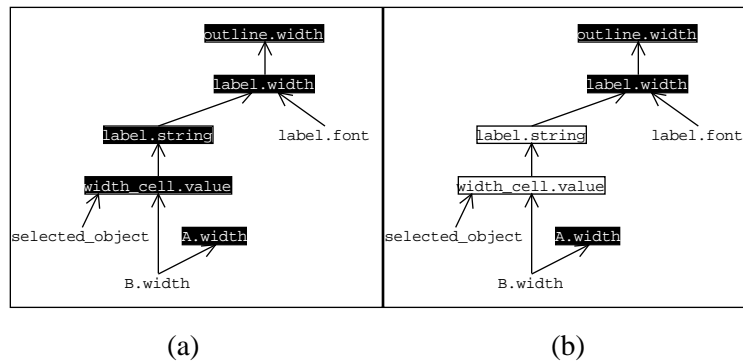 outline.width
label.width
label.string
label.font
width_cell.value
selected_object
A.width
B.width
outline.width
label.width
label.string
label.font
width_cell.value
selected_object
A.width
B.width
(a)
(b)